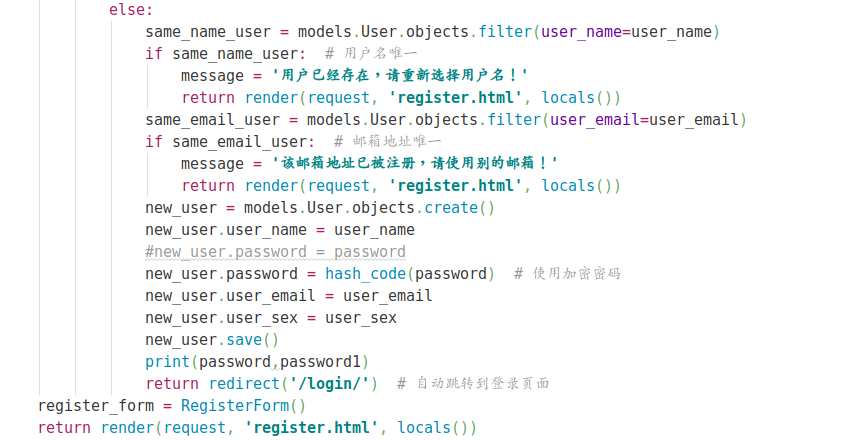 else:
same_name_user = models.User.objects.filter(user_name=user_name)
if same_name_user:  # 用户名唯一
message = '用户已经存在，请重新选择用户名！'
return render(request, 'register.html', locals())
same_email_user = models.User.objects.filter(user_email=user_email)
if same_email_user:  # 邮箱地址唯一
message = '该邮箱地址已被注册，请使用别的邮箱！'
return render(request, 'register.html', locals())
new_user = models.User.objects.create()
new_user.user_name = user_name
#new_user.password = password
new_user.password = hash_code(password)  # 使用加密密码
new_user.user_email = user_email
new_user.user_sex = user_sex
new_user.save()
print(password,password1)
return redirect('/login/')  # 自动跳转到登录页面
register_form = RegisterForm()
return render(request, 'register.html', locals())